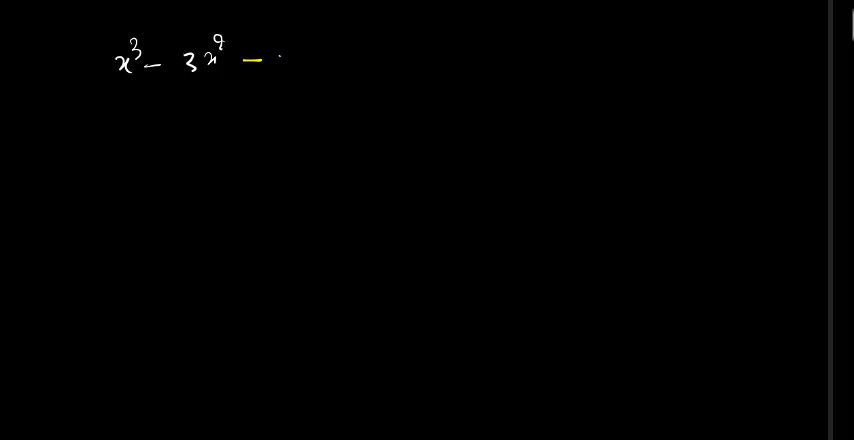 x³ - 3x² -